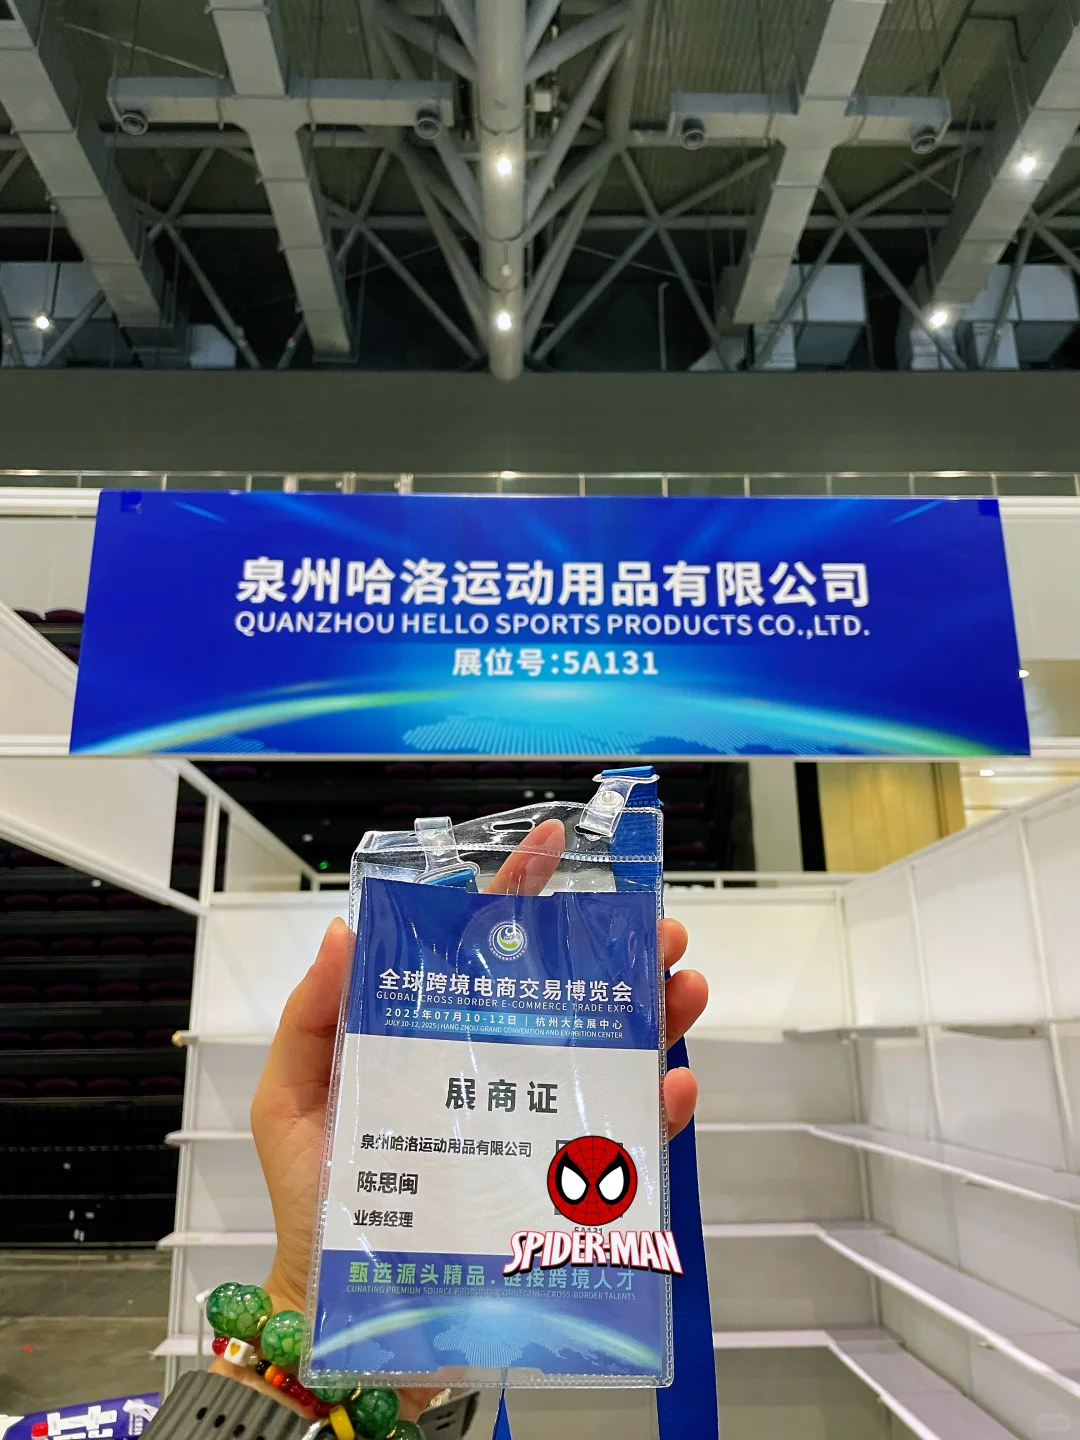 泉州哈洛运动用品有限公司
QUANZHOU HELLO SPORTS PRODUCTS CO.,LTD.
展位号:5A131
全球跨境电商交易博览会
GLOBAL CROSS BORDER E-COMMERCE TRADE EXPO
2025年07月10-12日 | 杭州大会展中心
JULY 10-12, 2025 | HANG ZHOU GRAND CONVENTION AND EXHIBITION CENTER
展商证
泉州哈洛运动用品有限公司
陈思闽
业务经理
5A131
SPIDER-MAN
甄选源头精品.链接跨境人才
CURATING PREMIUM SOURCE PRODUCTS, CONNECTING CROSS-BORDER TALENTS